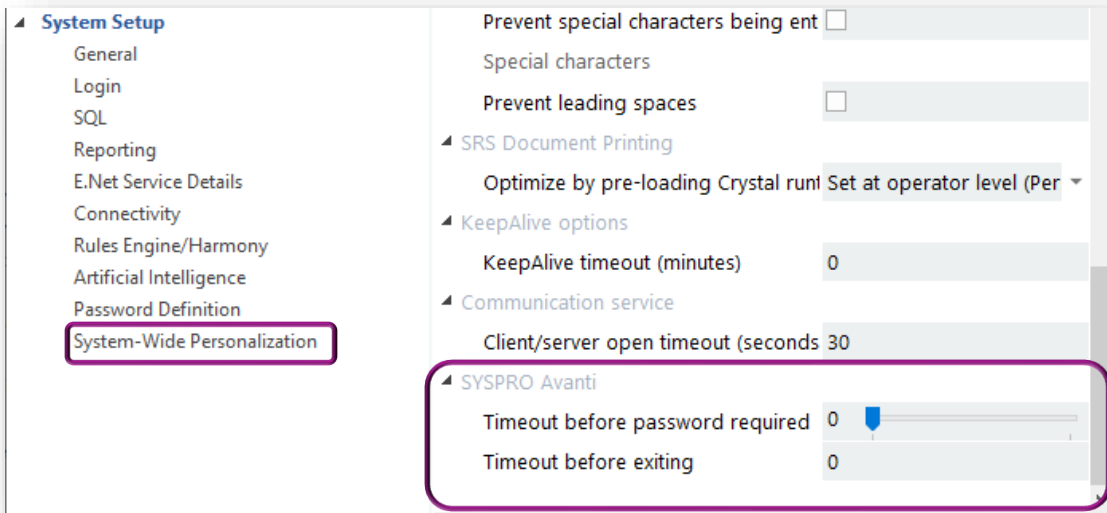 System Setup
General
Login
SQL
Reporting
E.Net Service Details
Connectivity
Rules Engine/Harmony
Artificial Intelligence
Password Definition
System-Wide Personalization
Prevent special characters being ent
Special characters
Prevent leading spaces
SRS Document Printing
Optimize by pre-loading Crystal runt Set at operator level (Per
KeepAlive options
KeepAlive timeout (minutes) 0
Communication service
Client/server open timeout (seconds 30
SYSPRO Avanti
Timeout before password required 0
Timeout before exiting 0